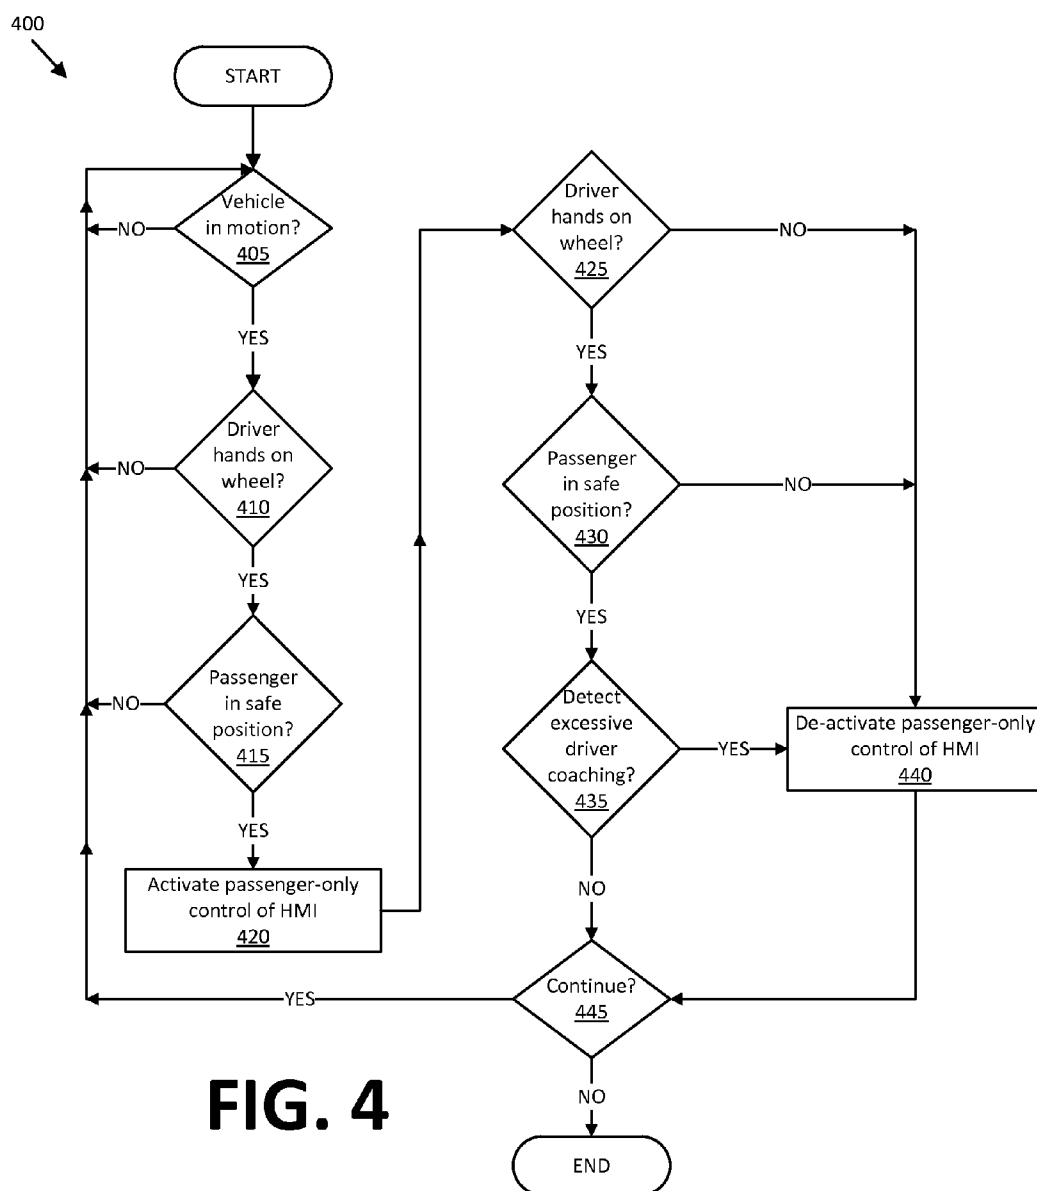 400
START
Vehicle
in motion?
405
NO
YES
Driver
hands on
wheel?
410
NO
YES
Passenger
in safe
position?
415
NO
YES
Activate passenger-only
control of HMI
420
Driver
hands on
wheel?
425
NO
YES
Passenger
in safe
position?
430
NO
YES
Detect
excessive
driver
coaching?
435
YES
De-activate passenger-only
control of HMI
440
NO
Continue?
445
YES
NO
END
FIG. 4